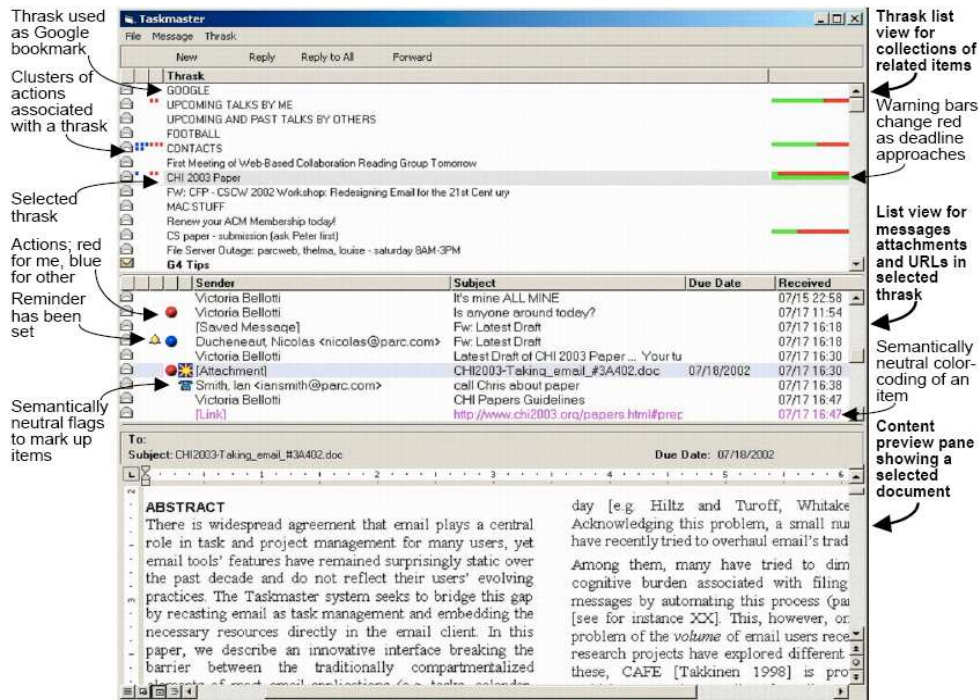 Thrask used
as Google
bookmark
Clusters of
actions
associated
with a thrask
Selected
thrask
Actions; red
for me, blue
for other
Reminder
has been
set
Semantically
neutral flags
to mark up
items
Taskmaster
File Message Thrask
New Reply Reply to All Forward
Thrask
GOOGLE
UPCOMING TALKS BY ME
UPCOMING AND PAST TALKS BY OTHERS
FOOTBALL
CONTACTS
First Meeting of Web-Based Collaboration Reading Group Tomorrow
CHI 2003 Paper
FW: CFP - CSCW 2002 Workshop: Redesigning Email for the 21st Cent ury
MAC STUFF
Renew your ACM Membership today!
CS paper - submission (ask Peter first)
File Server Outage: parcweb, thelma, louise - saturday 8AM-3PM
G4 Tips
Sender Subject Due Date Received
Victoria Bellotti It's mine ALL MINE 07/15 22:58
Victoria Bellotti Is anyone around today? 07/17 11:54
[Saved Message] Fw: Latest Draft 07/17 16:18
Ducheneaut, Nicolas <nicolas@parc.com> Fw: Latest Draft 07/17 16:18
Victoria Bellotti Latest Draft of CHI 2003 Paper ... Your tu 07/17 16:30
[Attachment] CHI2003-Taking_email_#3A402.doc 07/18/2002 07/17 16:30
Smith, Ian <iansmith@parc.com> call Chris about paper 07/17 16:38
Victoria Bellotti CHI Papers Guidelines 07/17 16:47
[Link] http://www.chi2003.org/papers.html#prep 07/17 16:47
To:
Subject: CHI2003-Taking_email_#3A402.doc Due Date: 07/18/2002
1 2 3 4 5 6
ABSTRACT
There is widespread agreement that email plays a central
role in task and project management for many users, yet
email tools' features have remained surprisingly static over
the past decade and do not reflect their users' evolving
practices. The Taskmaster system seeks to bridge this gap
by recasting email as task management and embedding the
necessary resources directly in the email client. In this
paper, we describe an innovative interface breaking the
barrier between the traditionally compartmentalized
elements of most email applications (e.g. tasks, calendar,
day [e.g. Hiltz and Turoff, Whitake
Acknowledging this problem, a small nu
have recently tried to overhaul email's trad
Among them, many have tried to dim
cognitive burden associated with filing
messages by automating this process (pa
[see for instance XX]. This, however, on
problem of the volume of email users rece
research projects have explored different
these, CAFE [Takkinen 1998] is pro
Thrask list
view for
collections of
related items
Warning bars
change red
as deadline
approaches
List view for
messages
attachments
and URLs in
selected
thrask
Semantically
neutral color-
coding of an
item
Content
preview pane
showing a
selected
document